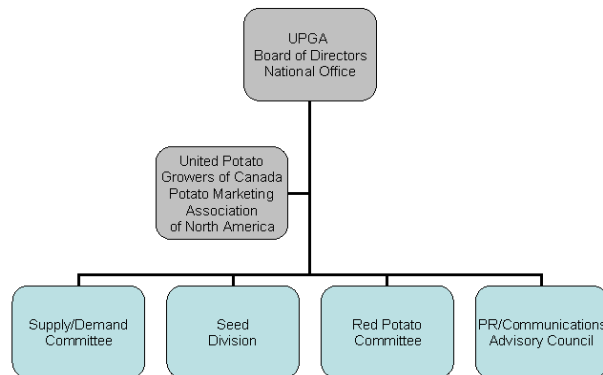 UPGA
Board of Directors
National Office
United Potato
Growers of Canada
Potato Marketing
Association
of North America
Supply/Demand
Committee
Seed
Division
Red Potato
Committee
PR/Communications
Advisory Council